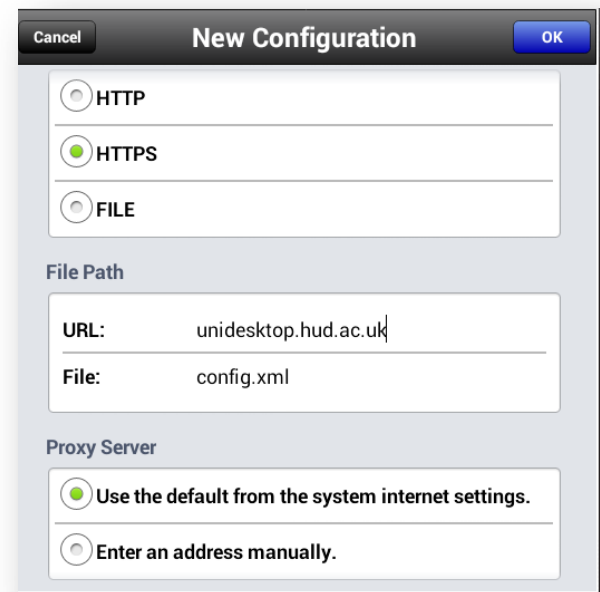 Cancel
New Configuration
OK
HTTP
HTTPS
FILE
File Path
URL: unidesktop.hud.ac.uk
File: config.xml
Proxy Server
Use the default from the system internet settings.
Enter an address manually.